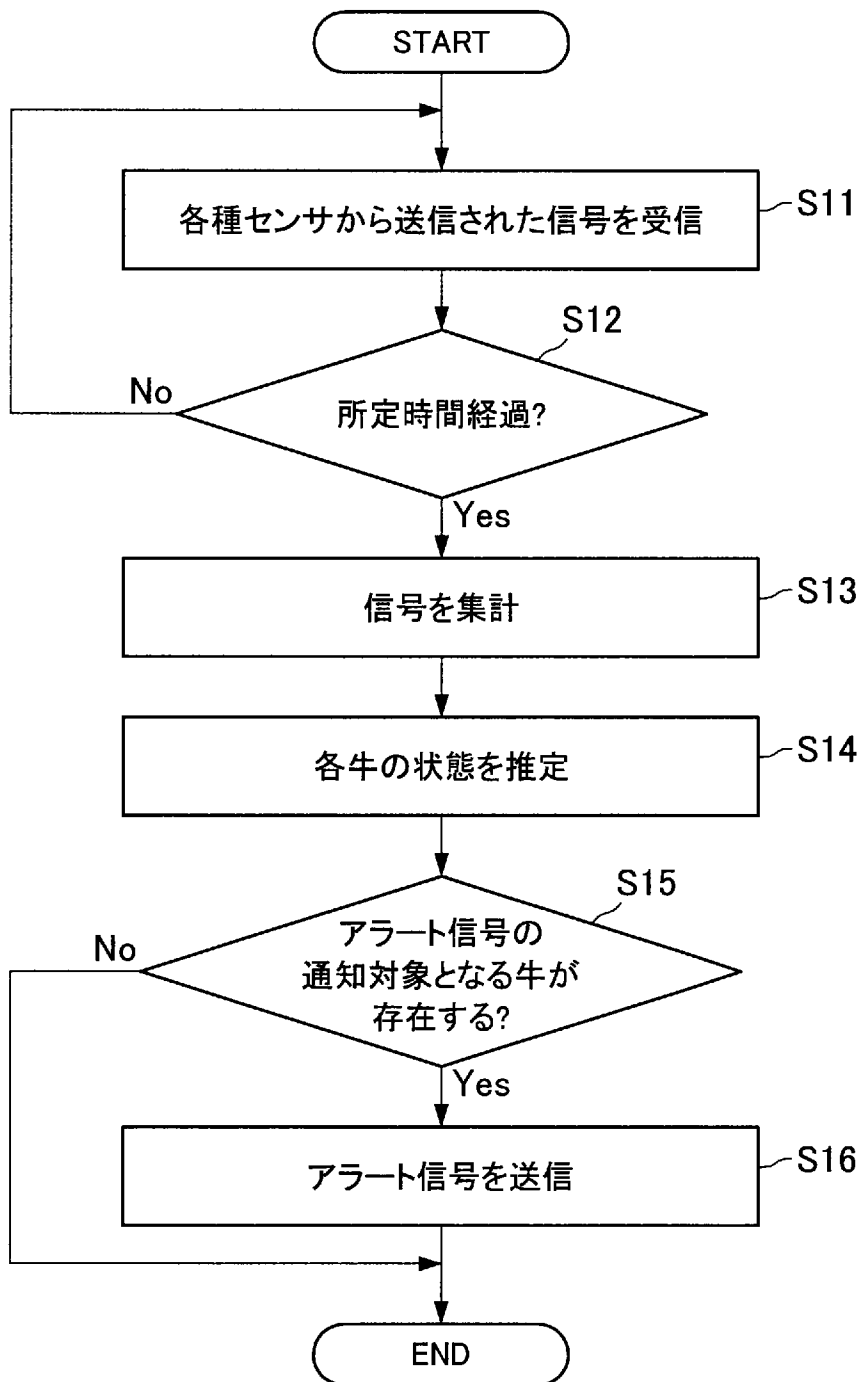 START
各種センサから送信された信号を受信
S11
S12
No
所定時間経過?
Yes
信号を集計
S13
各牛の状態を推定
S14
S15
No
アラート信号の
通知対象となる牛が
存在する?
Yes
アラート信号を送信
S16
END